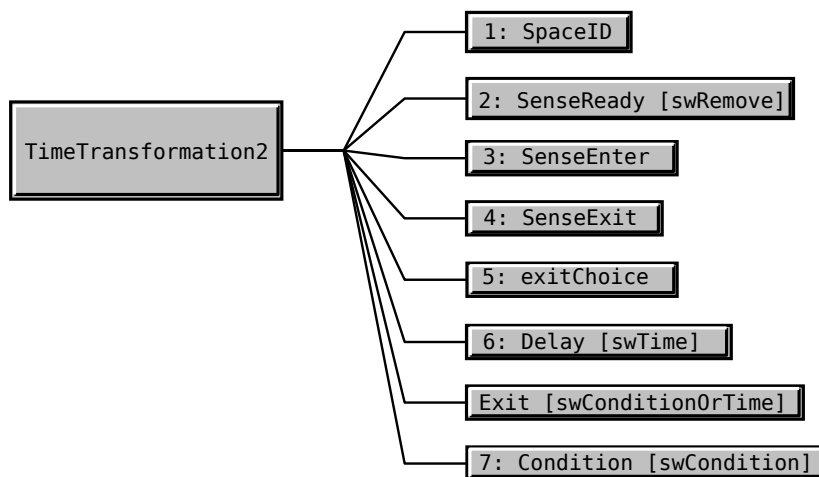 1: SpaceID
2: SenseReady [swRemove]
TimeTransformation2
3: SenseEnter
4: SenseExit
5: exitChoice
6: Delay [swTime]
Exit [swConditionOrTime]
7: Condition [swCondition]